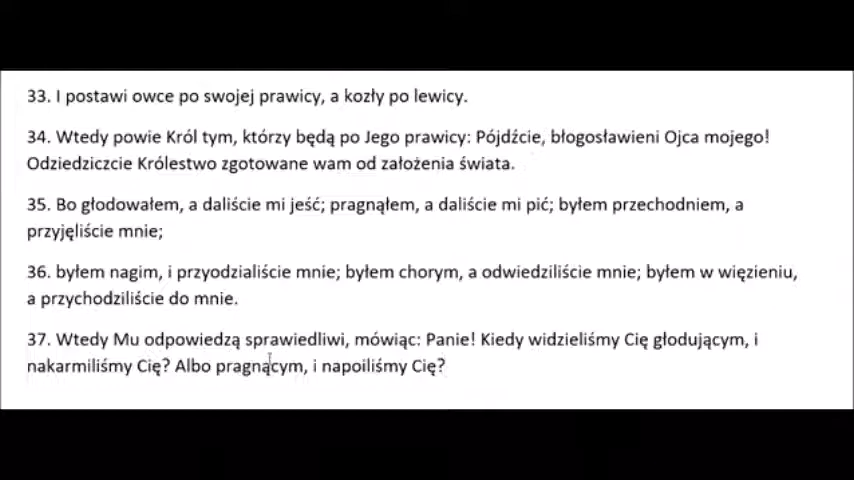 33. I postawi owce po swojej prawicy, a kozły po lewicy.
34. Wtedy powie Król tym, którzy będą po Jego prawicy: Pójdźcie, błogosławieni Ojca mojego!
Odziedziczcie Królestwo zgotowane wam od założenia świata.
35. Bo głodowałem, a daliście mi jeść; pragnąłem, a daliście mi pić; byłem przechodniem, a
przyjęliście mnie;
36. byłem nagim, i przyodzialiście mnie; byłem chorym, a odwiedziliście mnie; byłem w więzieniu,
a przychodziliście do mnie.
37. Wtedy Mu odpowiedzą sprawiedliwi, mówiąc: Panie! Kiedy widzieliśmy Cię głodującym, i
nakarmiliśmy Cię? Albo pragnącym, i napoiliśmy Cię?